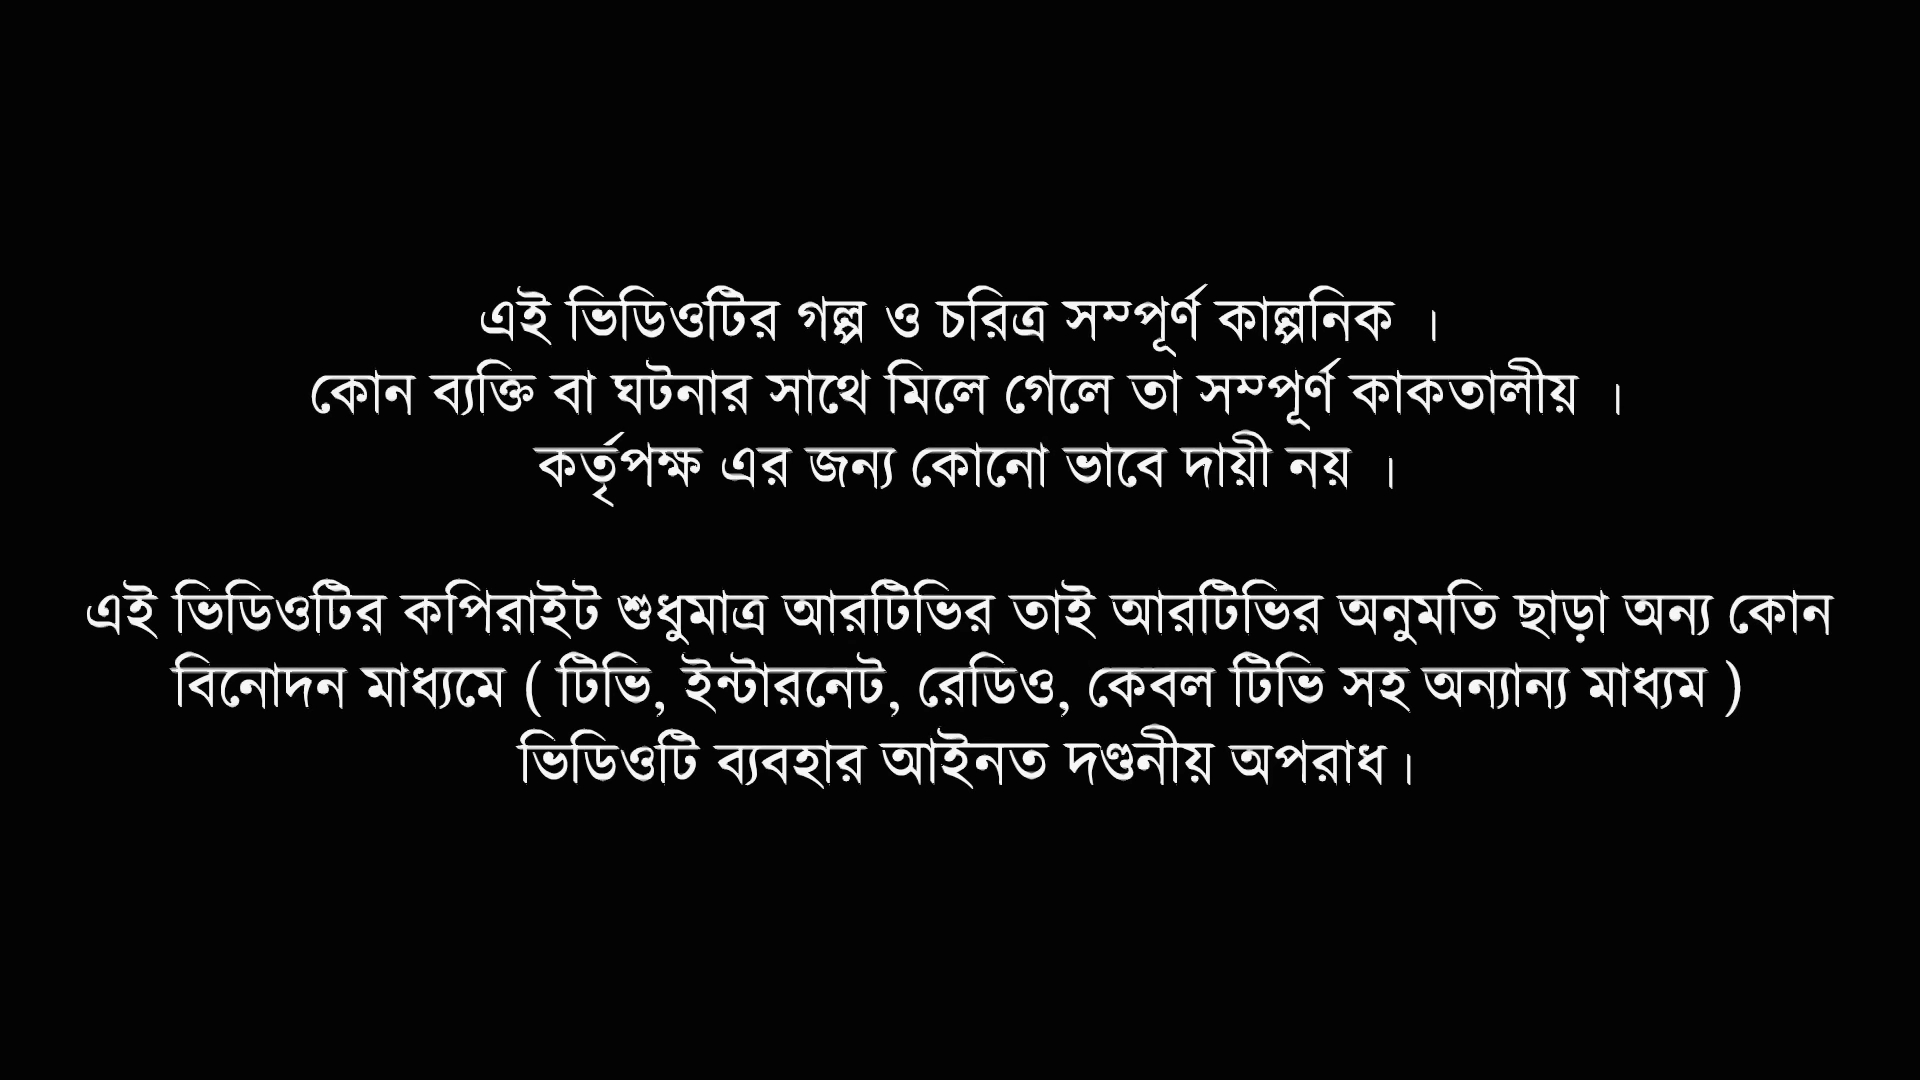 এই ভিডিওটির গল্প ও চরিত্র সম্পূর্ণ কাল্পনিক ।
কোন ব্যক্তি বা ঘটনার সাথে মিলে গেলে তা সম্পূর্ণ কাকতালীয় ।
কর্তৃপক্ষ এর জন্য কোনো ভাবে দায়ী নয় ।
এই ভিডিওটির কপিরাইট শুধুমাত্র আরটিভির তাই আরটিভির অনুমতি ছাড়া অন্য কোন
বিনোদন মাধ্যমে ( টিভি, ইন্টারনেট, রেডিও, কেবল টিভি সহ অন্যান্য মাধ্যম )
ভিডিওটি ব্যবহার আইনত দণ্ডনীয় অপরাধ।